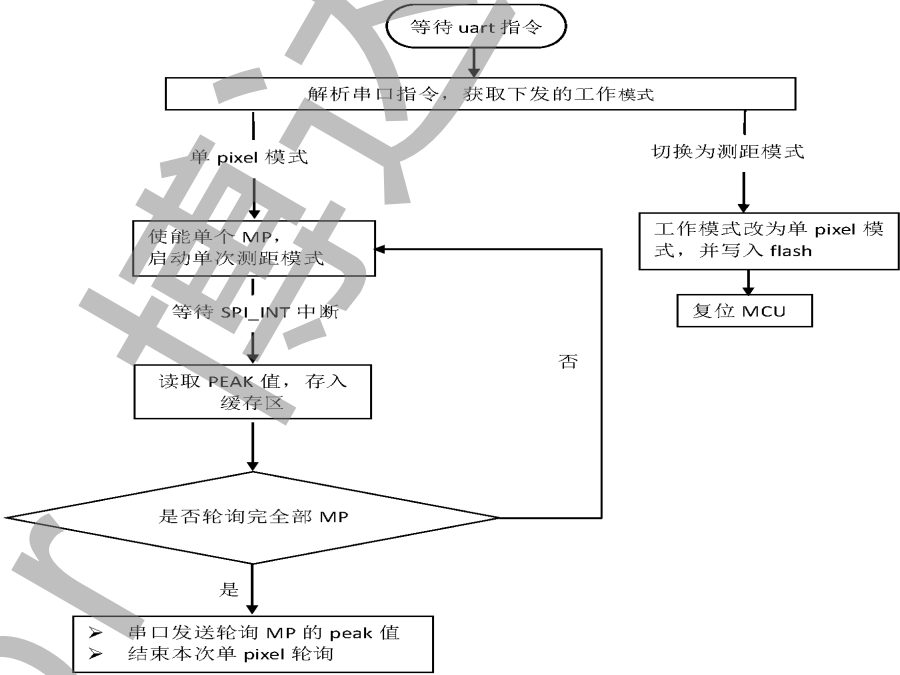 等待 uart 指令
解析串口指令，获取下发的工作模式
单 pixel 模式
切换为测距模式
使能单个 MP，
启动单次测距模式
工作模式改为单 pixel 模
式，并写入 flash
等待 SPI_INT 中断
复位 MCU
否
读取 PEAK 值，存入
缓存区
是否轮询完全部 MP
是
➢ 串口发送轮询 MP 的 peak 值
➢ 结束本次单 pixel 轮询
or 博达